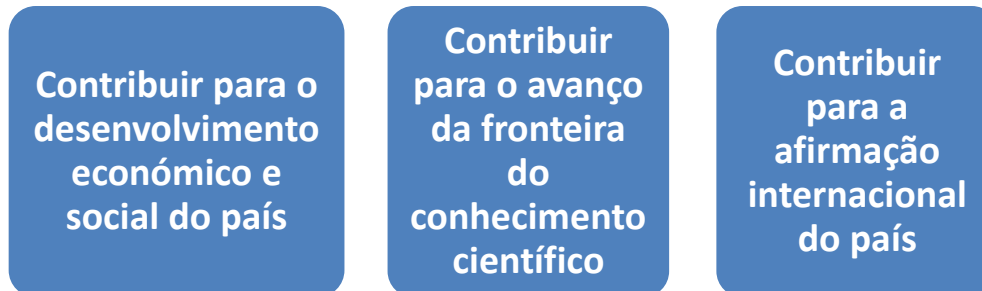 Contribuir para o
desenvolvimento
económico e
social do país
Contribuir
para o avanço
da fronteira
do
conhecimento
científico
Contribuir
para a
afirmação
internacional
do país